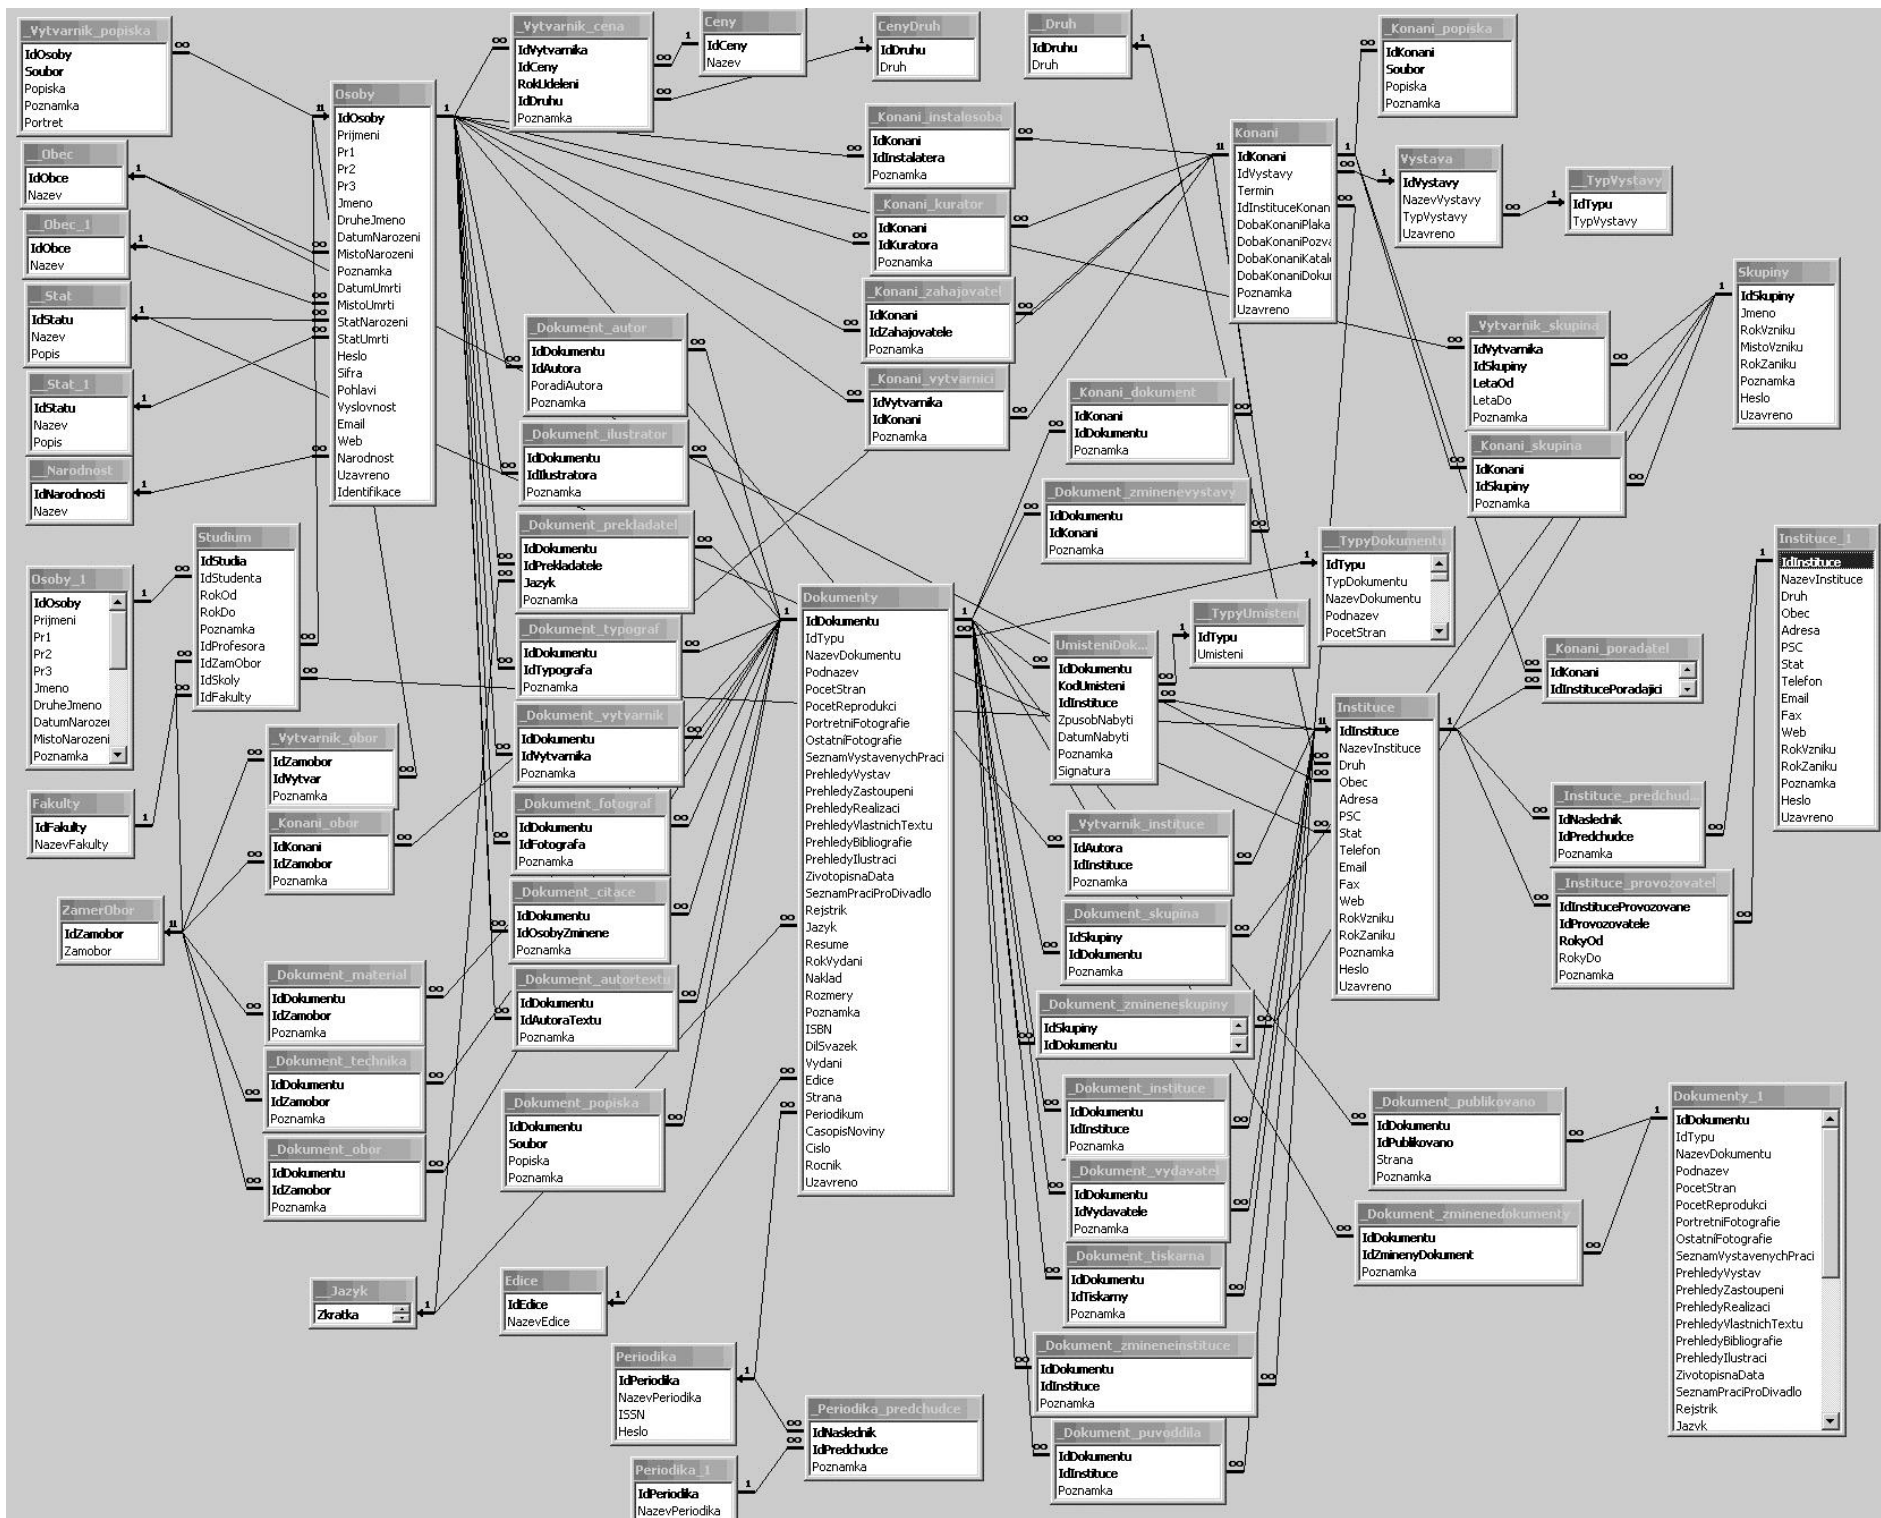 _Vytvarnik_popiska
IdOsoby
Soubor
Popiska
Poznamka
Portret
__Obec
IdObce
Nazev
__Obec_1
IdObce
Nazev
__Stat
IdStatu
Nazev
Popis
__Stat_1
IdStatu
Nazev
Popis
__Narodnost
IdNarodnosti
Nazev
Osoby
IdOsoby
Prijmeni
Pr1
Pr2
Pr3
Jmeno
DruheJmeno
DatumNarozeni
MistoNarozeni
Poznamka
DatumUmrti
MistoUmrti
StatNarozeni
StatUmrti
Heslo
Sifra
Pohlavi
Vyslovnost
Email
Web
Narodnost
Uzavreno
Identifikace
_Vytvarnik_cena
IdVytvarnika
IdCeny
RokUdeleni
IdDruhu
Poznamka
Ceny
IdCeny
Nazev
CenyDruh
IdDruhu
Druh
__Druh
IdDruhu
Druh
_Konani_popiska
IdKonani
Soubor
Popiska
Poznamka
_Konani_instalosoba
IdKonani
IdInstalatera
Poznamka
_Konani_kurator
IdKonani
IdKuratora
Poznamka
_Konani_zahajovatel
IdKonani
IdZahajovatele
Poznamka
_Konani_vytvarnici
IdVytvarnika
IdKonani
Poznamka
Konani
IdKonani
IdVystavy
Termin
IdInstituceKonan
DobaKonaniPlaka
DobaKonaniPozva
DobaKonaniKatal
DobaKonaniDokui
Poznamka
Uzavreno
Vystava
IdVystavy
NazevVystavy
TypVystavy
Uzavreno
__TypVystavy
IdTypu
TypVystavy
Skupiny
IdSkupiny
Jmeno
RokVzniku
MistoVzniku
RokZaniku
Poznamka
Heslo
Uzavreno
_Vytvarnik_skupina
IdVytvarnika
IdSkupiny
LetaOd
LetaDo
Poznamka
_Konani_skupina
IdKonani
IdSkupiny
Poznamka
_Dokument_autor
IdDokumentu
IdAutora
PoradiAutora
Poznamka
_Dokument_ilustrator
IdDokumentu
IdIlustratora
Poznamka
_Dokument_prekladatel
IdDokumentu
IdPrekladatele
Jazyk
Poznamka
_Dokument_typograf
IdDokumentu
IdTypografa
Poznamka
_Dokument_vytvarnik
IdDokumentu
IdVytvarnika
Poznamka
_Dokument_fotograf
IdDokumentu
IdFotografa
Poznamka
_Dokument_citace
IdDokumentu
IdOsobyZminene
Poznamka
_Dokument_autortextu
IdDokumentu
IdAutoraTextu
Poznamka
_Dokument_popiska
IdDokumentu
Soubor
Popiska
Poznamka
_Konani_dokument
IdKonani
IdDokumentu
Poznamka
_Dokument_zminenevystavy
IdDokumentu
IdKonani
Poznamka
__TypyDokumentu
IdTypu
TypDokumentu
NazevDokumentu
Podnazev
PocetStran
__TypyUmisteni
IdTypu
Umisteni
UmisteniDok...
IdDokumentu
KodUmisteni
IdInstituce
ZpusobNabyti
DatumNabyti
Poznamka
Signatura
Studium
IdStudia
IdStudenta
RokOd
RokDo
Poznamka
IdProfesora
IdZamObor
IdSkoly
IdFakulty
Osoby_1
IdOsoby
Prijmeni
Pr1
Pr2
Pr3
Jmeno
DruheJmeno
DatumNarozei
MistoNarozeni
Poznamka
Fakulty
IdFakulty
NazevFakulty
_Vytvarnik_obor
IdZamobor
IdVytvar
Poznamka
_Konani_obor
IdKonani
IdZamobor
Poznamka
ZamerObor
IdZamobor
Zamobor
_Dokument_material
IdDokumentu
IdZamobor
Poznamka
_Dokument_technika
IdDokumentu
IdZamobor
Poznamka
_Dokument_obor
IdDokumentu
IdZamobor
Poznamka
Dokumenty
IdDokumentu
IdTypu
NazevDokumentu
Podnazev
PocetStran
PocetReprodukci
PortretniFotografie
OstatniFotografie
SeznamVystavenychPraci
PrehledyVystav
PrehledyZastoupeni
PrehledyRealizaci
PrehledyVlastnichTextu
PrehledyBibliografie
PrehledyIlustraci
ZivotopisnaData
SeznamPraciProDivadlo
Rejstrik
Jazyk
Resume
RokVydani
Naklad
Rozmery
Poznamka
ISBN
DilSvazek
Vydani
Edice
Strana
Periodikum
CasopisNoviny
Cislo
Rocnik
Uzavreno
_Vytvarnik_instituce
IdAutora
IdInstituce
Poznamka
_Dokument_skupina
IdSkupiny
IdDokumentu
Poznamka
_Dokument_zmineneskupiny
IdSkupiny
IdDokumentu
_Dokument_instituce
IdDokumentu
IdInstituce
Poznamka
_Dokument_vydavatel
IdDokumentu
IdVydavatele
Poznamka
_Dokument_tiskarna
IdDokumentu
IdTiskarny
Poznamka
_Dokument_zmineneinstituce
IdDokumentu
IdInstituce
Poznamka
_Dokument_puvoddila
IdDokumentu
IdInstituce
Poznamka
Instituce
IdInstituce
NazevInstituce
Druh
Obec
Adresa
PSC
Stat
Telefon
Email
Fax
Web
RokVzniku
RokZaniku
Poznamka
Heslo
Uzavreno
_Konani_poradatel
IdKonani
IdInstitucePoradajici
Instituce_1
IdInstituce
NazevInstituce
Druh
Obec
Adresa
PSC
Stat
Telefon
Email
Fax
Web
RokVzniku
RokZaniku
Poznamka
Heslo
Uzavreno
_Instituce_predchud...
IdNaslednik
IdPredchudce
Poznamka
_Instituce_provozovatel
IdInstituceProvozovane
IdProvozovatele
RokyOd
RokyDo
Poznamka
_Dokument_publikovano
IdDokumentu
IdPublikovano
Strana
Poznamka
_Dokument_zminenedokumenty
IdDokumentu
IdZminenyDokument
Poznamka
Dokumenty_1
IdDokumentu
IdTypu
NazevDokumentu
Podnazev
PocetStran
PocetReprodukci
PortretniFotografie
OstatniFotografie
SeznamVystavenychPraci
PrehledyVystav
PrehledyZastoupeni
PrehledyRealizaci
PrehledyVlastnichTextu
PrehledyBibliografie
PrehledyIlustraci
ZivotopisnaData
SeznamPraciProDivadlo
Rejstrik
Jazyk
__Jazyk
Zkratka
Edice
IdEdice
NazevEdice
Periodika
IdPeriodika
NazevPeriodika
ISSN
Heslo
_Periodika_predchudce
IdNaslednik
IdPredchudce
Poznamka
Periodika_1
IdPeriodika
NazevPeriodika